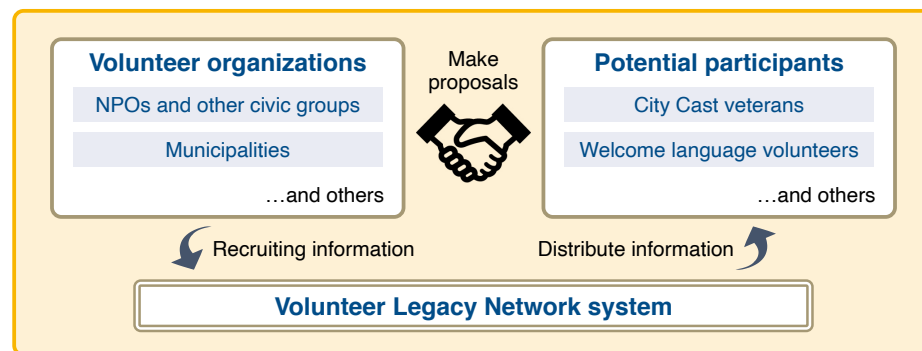 Volunteer organizations
NPOs and other civic groups
Municipalities
…and others
Make
proposals
Potential participants
City Cast veterans
Welcome language volunteers
…and others
Recruiting information
Distribute information
Volunteer Legacy Network system